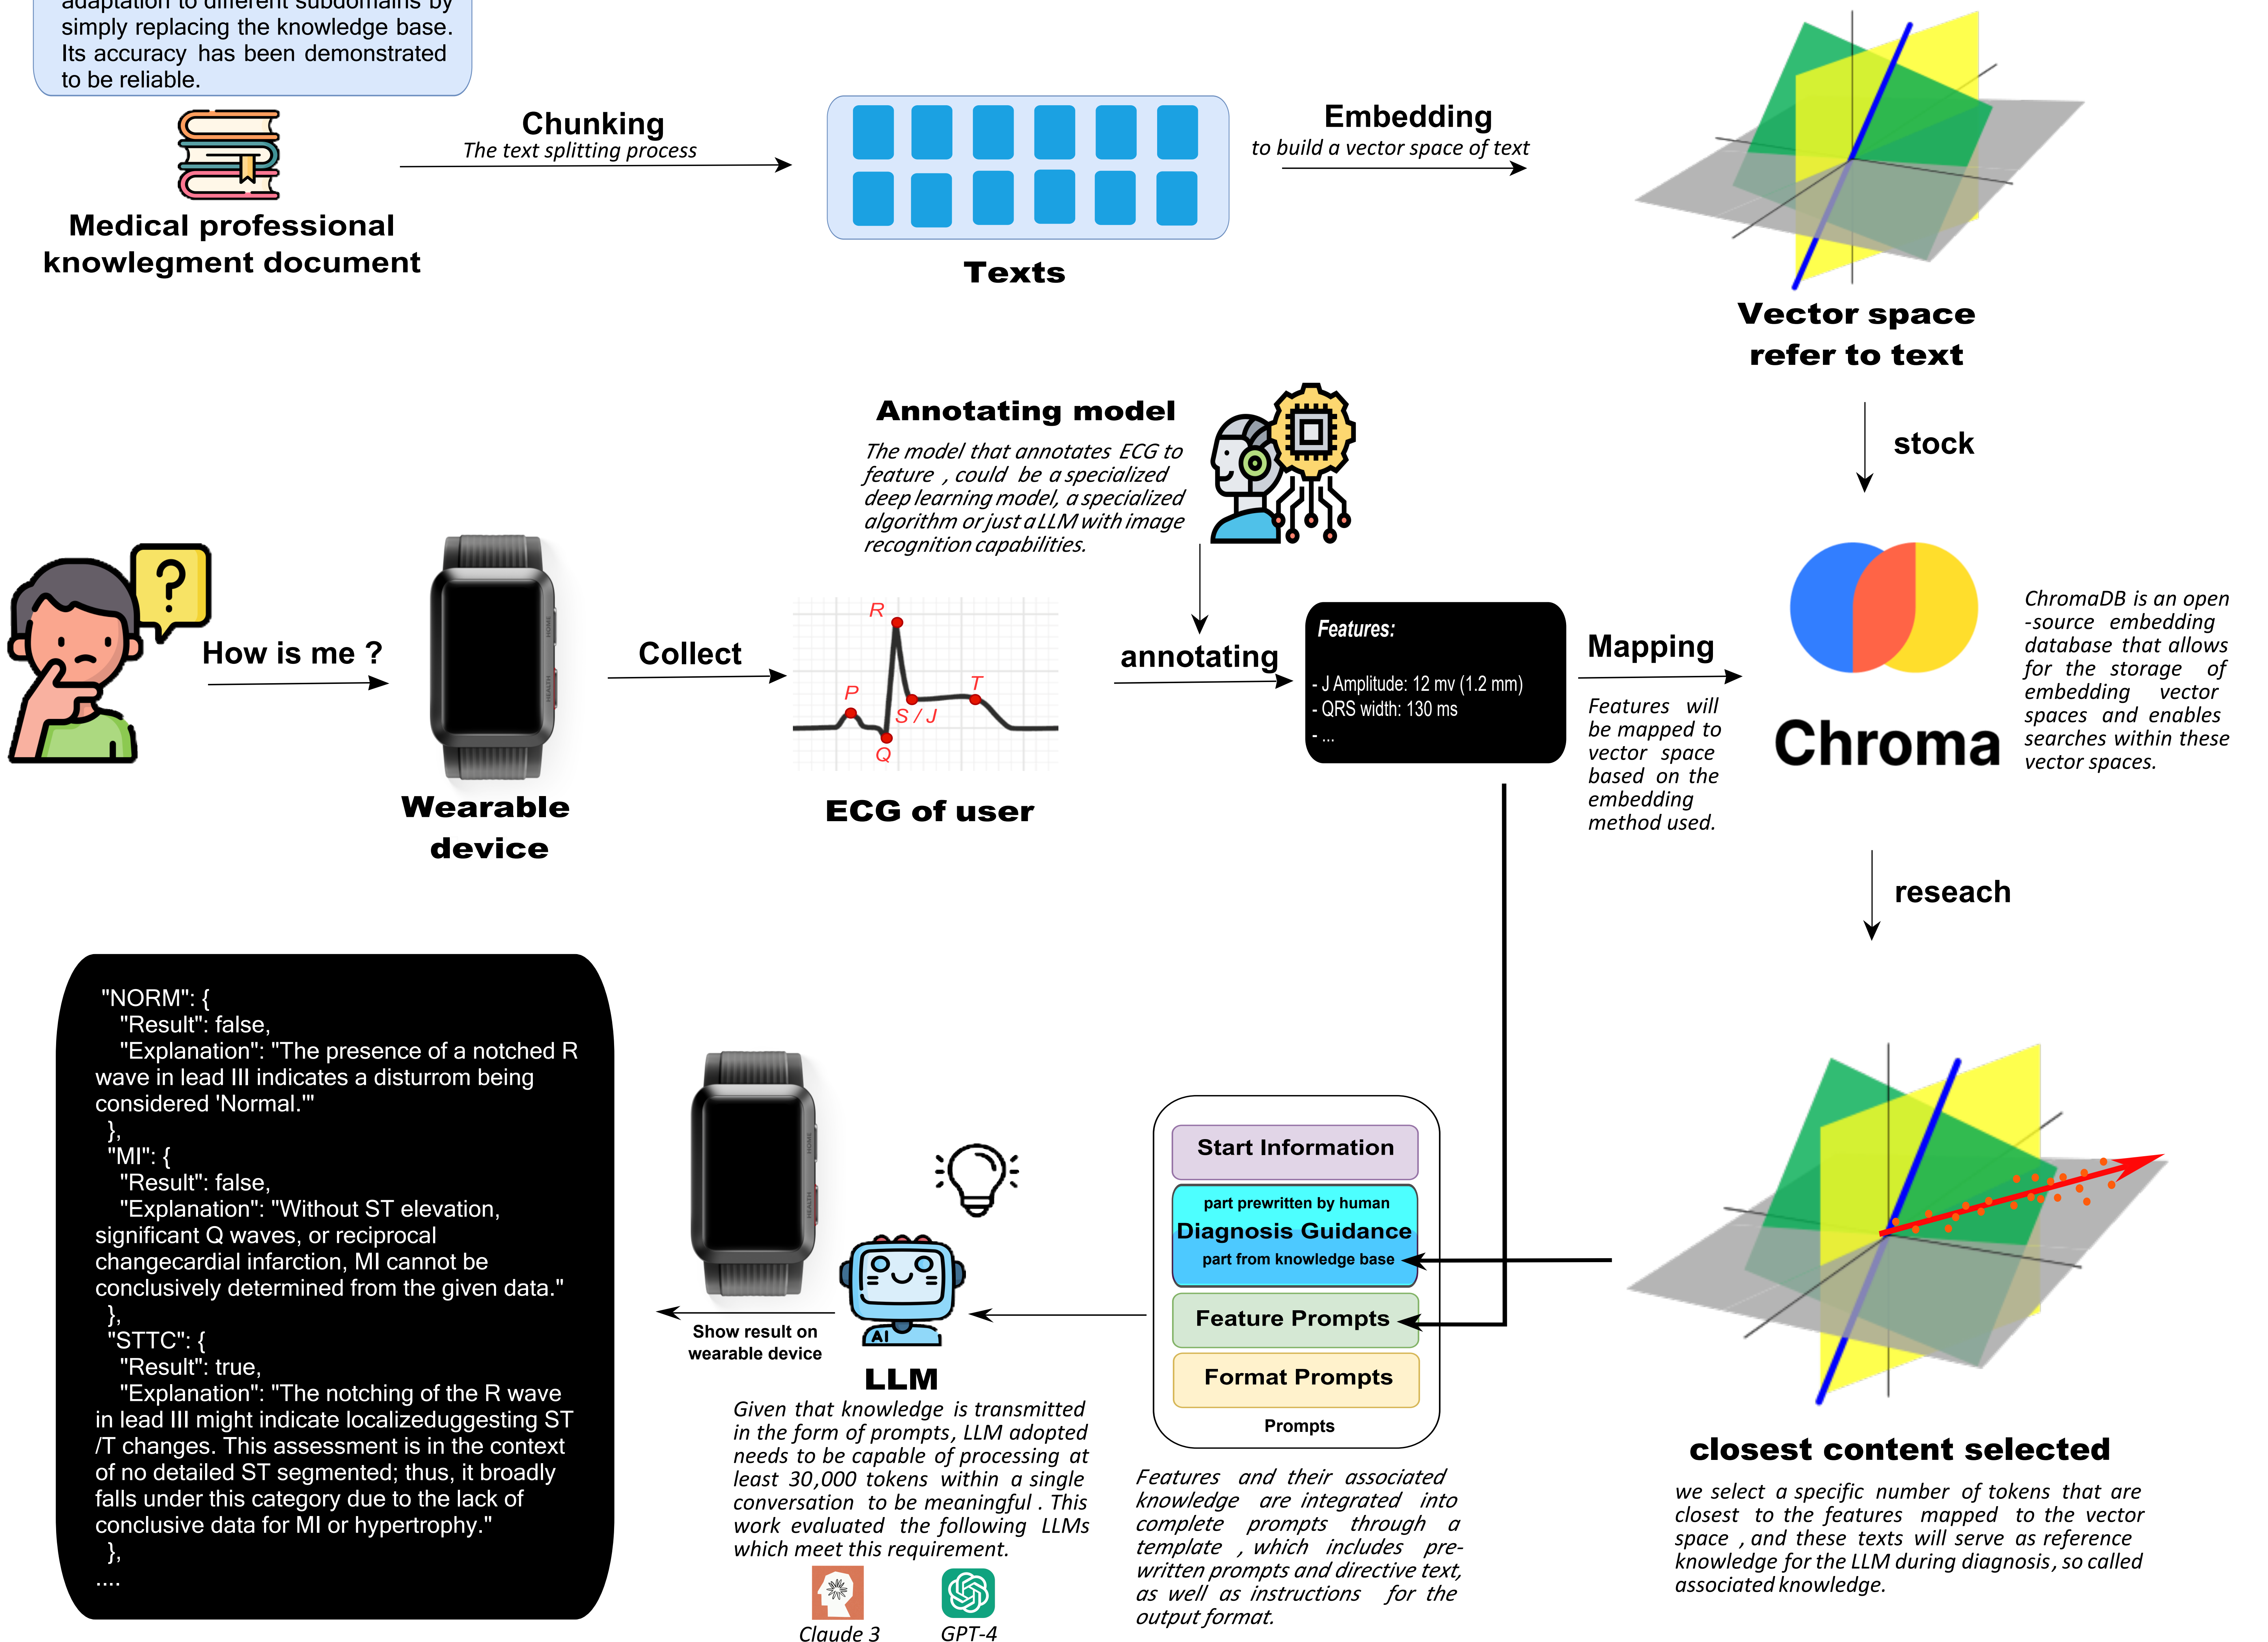 adaptation to different subdomains by
simply replacing the knowledge base.
Its accuracy has been demonstrated
to be reliable.
Medical professional
knowlegment document
Chunking
The text splitting process
Texts
Embedding
to build a vector space of text
Vector space
refer to text
stock
Annotating model
The model that annotates ECG to
feature , could be a specialized
deep learning model, a specialized
algorithm or just a LLM with image
recognition capabilities.
?
How is me ?
HOME
HEALTH
Wearable
device
Collect
R
P
T
S / J
Q
ECG of user
annotating
Features:
- J Amplitude: 12 mv (1.2 mm)
- QRS width: 130 ms
- ...
Mapping
Features will
be mapped to
vector space
based on the
embedding
method used.
Chroma
ChromaDB is an open
-source embedding
database that allows
for the storage of
embedding vector
spaces and enables
searches within these
vector spaces.
reseach
"NORM": {
"Result": false,
"Explanation": "The presence of a notched R
wave in lead III indicates a disturrom being
considered 'Normal.'"
},
"MI": {
"Result": false,
"Explanation": "Without ST elevation,
significant Q waves, or reciprocal
changecardial infarction, MI cannot be
conclusively determined from the given data."
},
"STTC": {
"Result": true,
"Explanation": "The notching of the R wave
in lead III might indicate localizeduggesting ST
/T changes. This assessment is in the context
of no detailed ST segmented; thus, it broadly
falls under this category due to the lack of
conclusive data for MI or hypertrophy."
},
....
HOME
HEALTH
Show result on
wearable device
AI
LLM
Given that knowledge is transmitted
in the form of prompts, LLM adopted
needs to be capable of processing at
least 30,000 tokens within a single
conversation to be meaningful . This
work evaluated the following LLMs
which meet this requirement.
Claude 3
GPT-4
Start Information
part prewritten by human
Diagnosis Guidance
part from knowledge base
Feature Prompts
Format Prompts
Prompts
Features and their associated
knowledge are integrated into
complete prompts through a
template , which includes pre-
written prompts and directive text,
as well as instructions for the
output format.
closest content selected
we select a specific number of tokens that are
closest to the features mapped to the vector
space , and these texts will serve as reference
knowledge for the LLM during diagnosis, so called
associated knowledge.